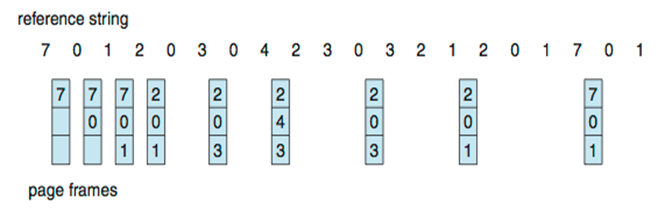 reference string
7 0 1 2 0 3 0 4 2 3 0 3 2 1 2 0 1 7 0 1
7 7 7 2 2 2 2 2 7
0 0 0 0 4 0 0 0
1 1 3 3 3 1 1
page frames